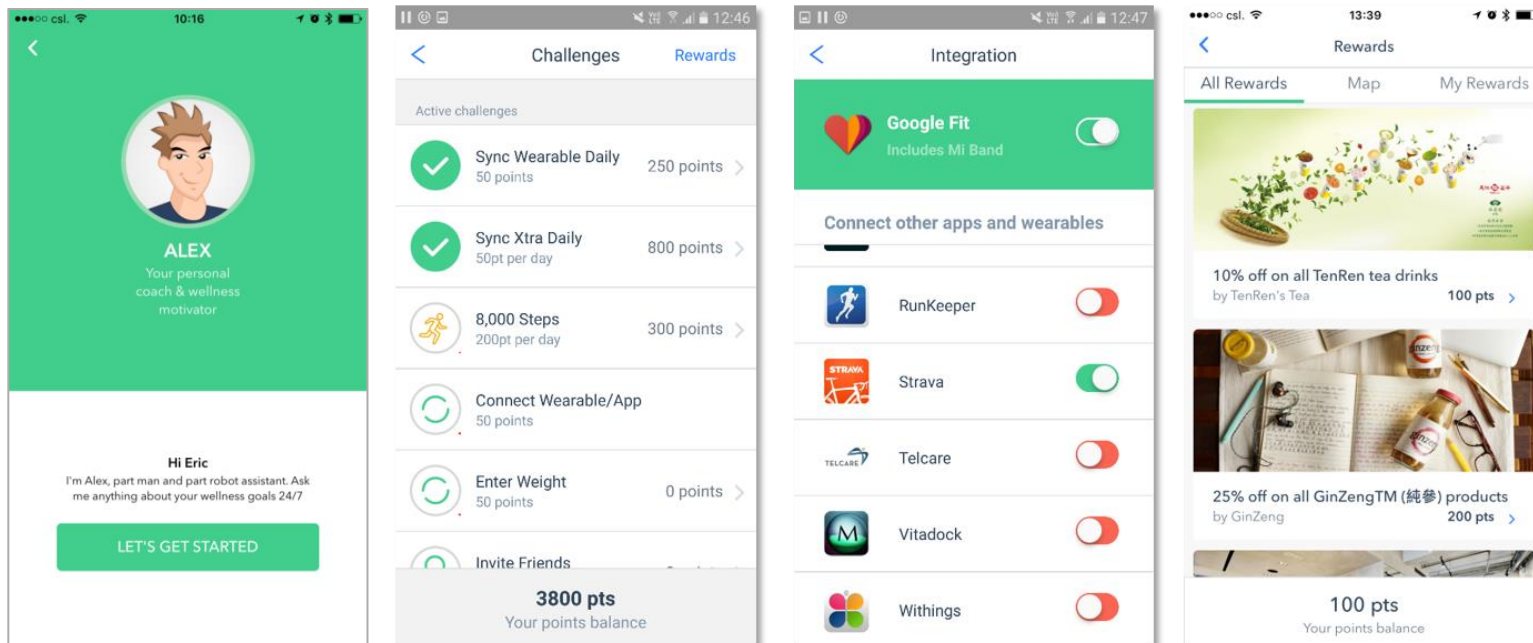 csl. 10:16
ALEX
Your personal
coach & wellness
motivator
Hi Eric
I'm Alex, part man and part robot assistant. Ask
me anything about your wellness goals 24/7
LET'S GET STARTED
12:46
Challenges Rewards
Active challenges
Sync Wearable Daily
50 points
250 points
Sync Xtra Daily
50pt per day
800 points
8,000 Steps
200pt per day
300 points
Connect Wearable/App
50 points
Enter Weight
50 points
0 points
Invite Friends
3800 pts
Your points balance
12:47
Integration
Google Fit
Includes Mi Band
Connect other apps and wearables
RunKeeper
STRAVA
Strava
TELCARE
Telcare
M
Vitadock
Withings
csl. 13:39
Rewards
All Rewards Map My Rewards
10% off on all TenRen tea drinks
by TenRen's Tea
100 pts
25% off on all GinZengTM (純參) products
by GinZeng
200 pts
100 pts
Your points balance